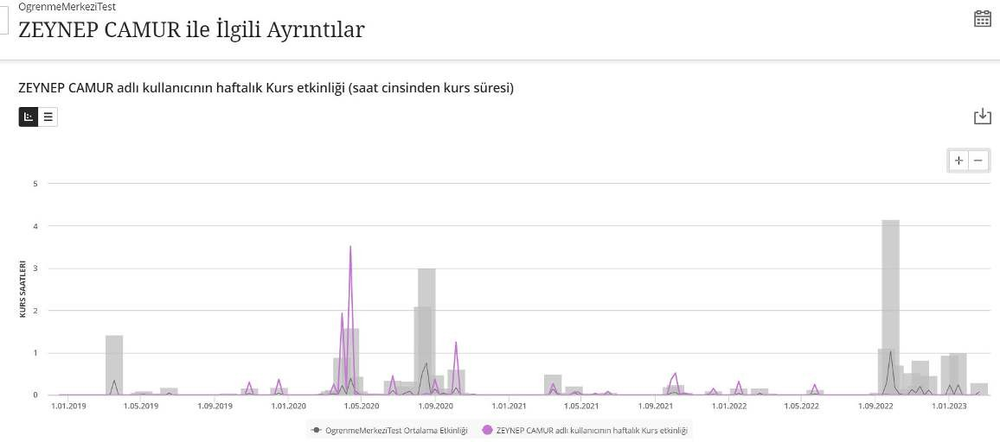 OgrenmeMerkeziTest
ZEYNEP CAMUR ile İlgili Ayrıntılar
ZEYNEP CAMUR adlı kullanıcının haftalık Kurs etkinliği (saat cinsinden kurs süresi)
5
4
3
2
1
0
KURS SAATLERI
1.01.2019 1.05.2019 1.09.2019 1.01.2020 1.05.2020 1.09.2020 1.01.2021 1.05.2021 1.09.2021 1.01.2022 1.05.2022 1.09.2022 1.01.2023
OgrenmeMerkeziTest Ortalama Etkinliği ZEYNEP CAMUR adlı kullanıcının haftalık Kurs etkinliği